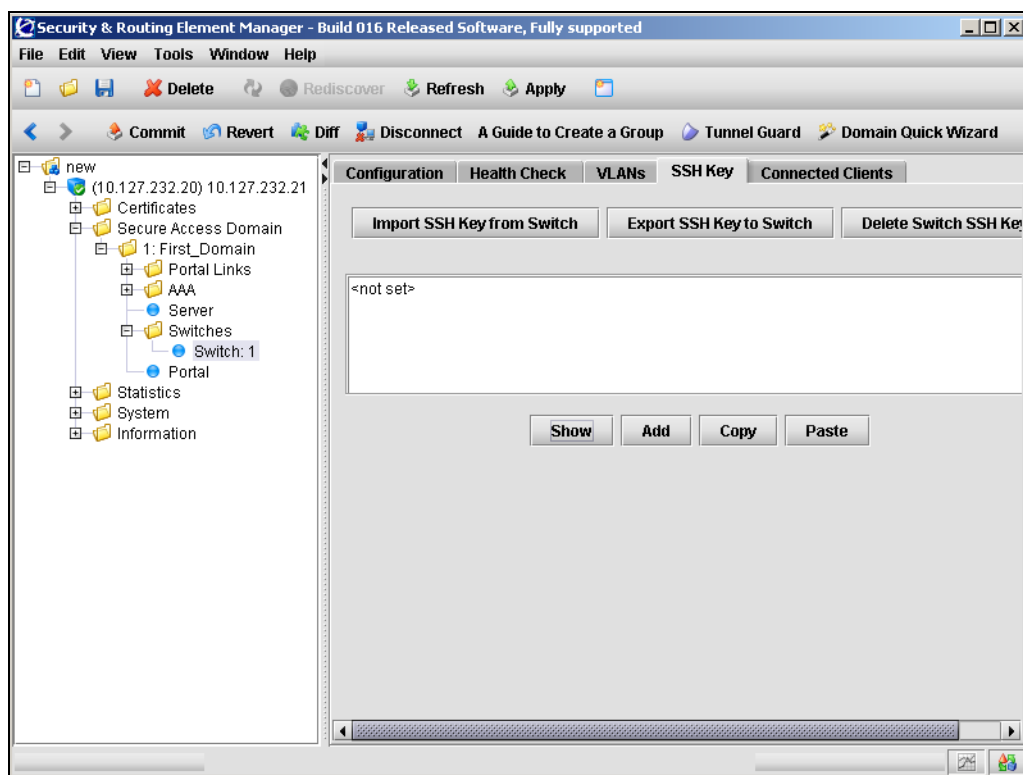 Security & Routing Element Manager - Build 016 Released Software, Fully supported
File Edit View Tools Window Help
Delete Rediscover Refresh Apply
Commit Revert Diff Disconnect A Guide to Create a Group Tunnel Guard Domain Quick Wizard
new
(10.127.232.20) 10.127.232.21
Certificates
Secure Access Domain
1: First_Domain
Portal Links
AAA
Server
Switches
Switch: 1
Portal
Statistics
System
Information
Configuration Health Check VLANs SSH Key Connected Clients
Import SSH Key from Switch Export SSH Key to Switch Delete Switch SSH Key
<not set>
Show Add Copy Paste